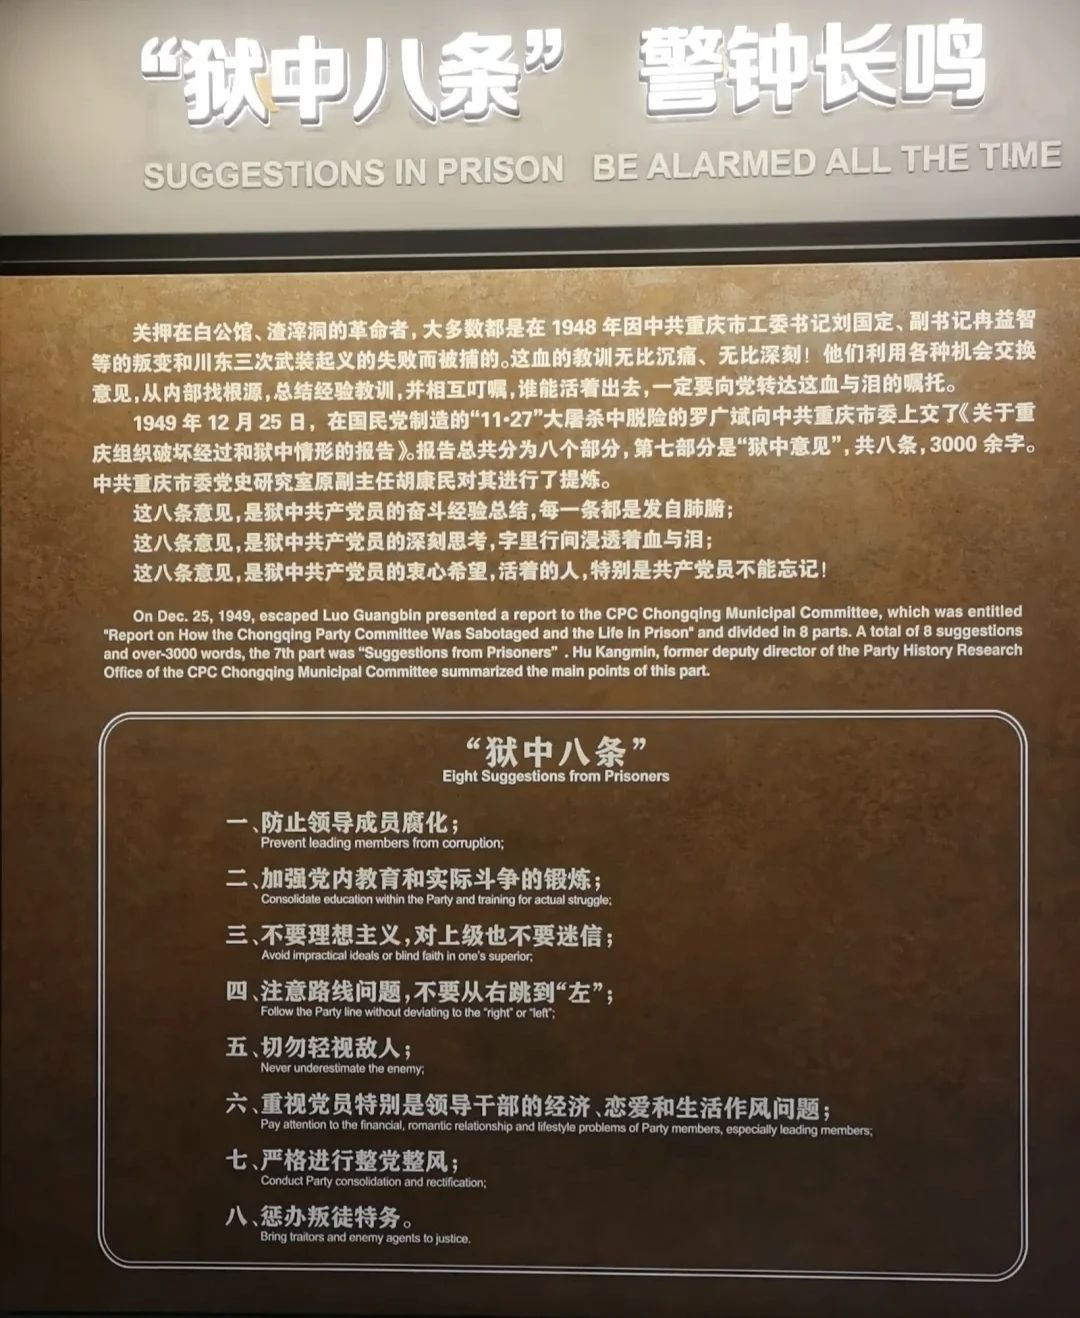 “狱中八条” 警钟长鸣
SUGGESTIONS IN PRISON BE ALARMED ALL THE TIME
关押在白公馆、渣滓洞的革命者，大多数都是在 1948 年因中共重庆市工委书记刘国定、副书记冉益智
等的叛变和川东三次武装起义的失败而被捕的。这血的教训无比沉痛、无比深刻！他们利用各种机会交换
意见，从内部找根源，总结经验教训，并相互叮嘱，谁能活着出去，一定要向党转达这血与泪的嘱托。
1949 年 12 月 25 日，在国民党制造的“11·27”大屠杀中脱险的罗广斌向中共重庆市委上交了《关于重
庆组织破坏经过和狱中情形的报告》。报告总共分为八个部分，第七部分是“狱中意见”，共八条，3000 余字。
中共重庆市委党史研究室原副主任胡康民对其进行了提炼。
这八条意见，是狱中共产党员的奋斗经验总结，每一条都是发自肺腑；
这八条意见，是狱中共产党员的深刻思考，字里行间浸透着血与泪；
这八条意见，是狱中共产党员的衷心希望，活着的人，特别是共产党员不能忘记！
On Dec. 25, 1949, escaped Luo Guangbin presented a report to the CPC Chongqing Municipal Committee, which was entitled
"Report on How the Chongqing Party Committee Was Sabotaged and the Life in Prison" and divided in 8 parts. A total of 8 suggestions
and over-3000 words, the 7th part was “Suggestions from Prisoners” . Hu Kangmin, former deputy director of the Party History Research
Office of the CPC Chongqing Municipal Committee summarized the main points of this part.
“狱中八条”
Eight Suggestions from Prisoners
一、防止领导成员腐化；
Prevent leading members from corruption;
二、加强党内教育和实际斗争的锻炼；
Consolidate education within the Party and training for actual struggle;
三、不要理想主义，对上级也不要迷信；
Avoid impractical ideals or blind faith in one's superior;
四、注意路线问题，不要从右跳到“左”；
Follow the Party line without deviating to the "right" or "left";
五、切勿轻视敌人；
Never underestimate the enemy;
六、重视党员特别是领导干部的经济、恋爱和生活作风问题；
Pay attention to the financial, romantic relationship and lifestyle problems of Party members, especially leading members;
七、严格进行整党整风；
Conduct Party consolidation and rectification;
八、惩办叛徒特务。
Bring traitors and enemy agents to justice.